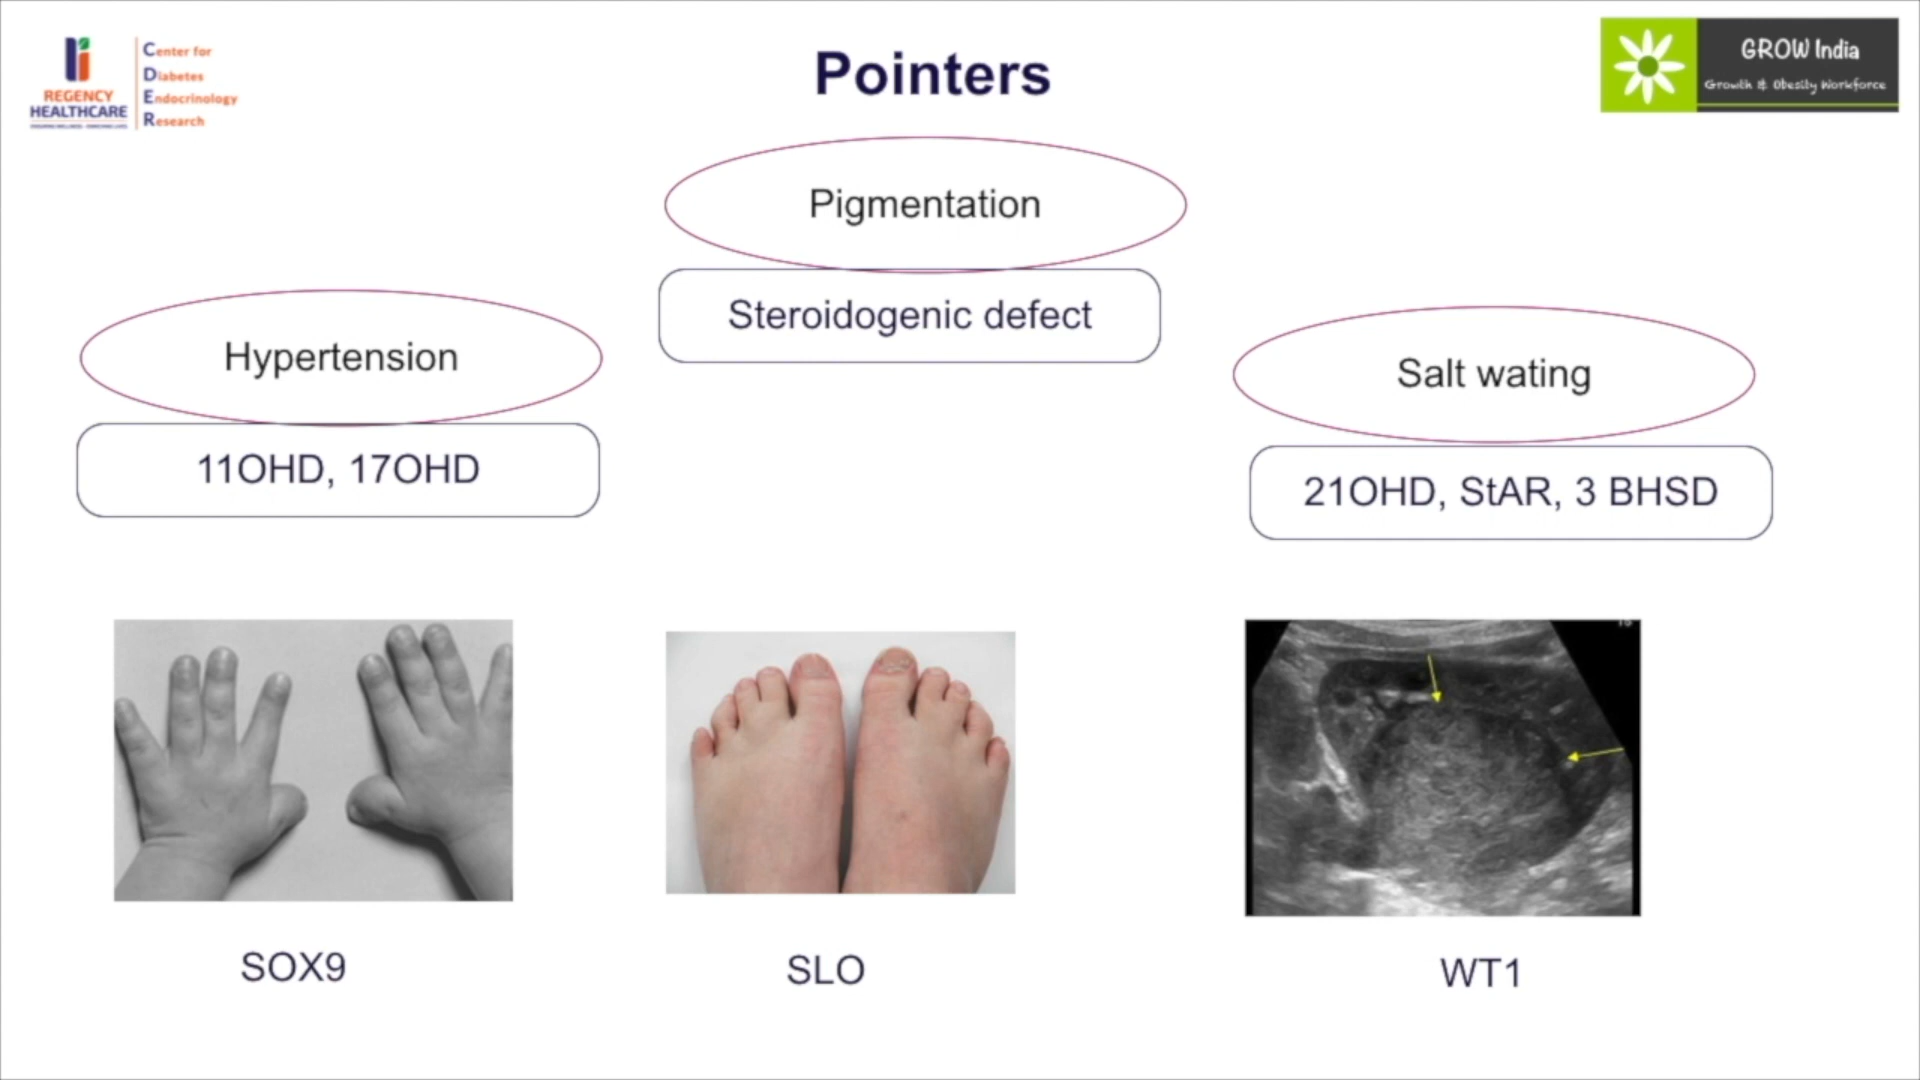 REGENCY
HEALTHCARE
Center for
Diabetes
Endocrinology
Research
Pointers
GROW India
Growth & Obesity Workforce
Pigmentation
Steroidogenic defect
Hypertension
11OHD, 17OHD
Salt wating
21OHD, StAR, 3 BHSD
SOX9
SLO
WT1